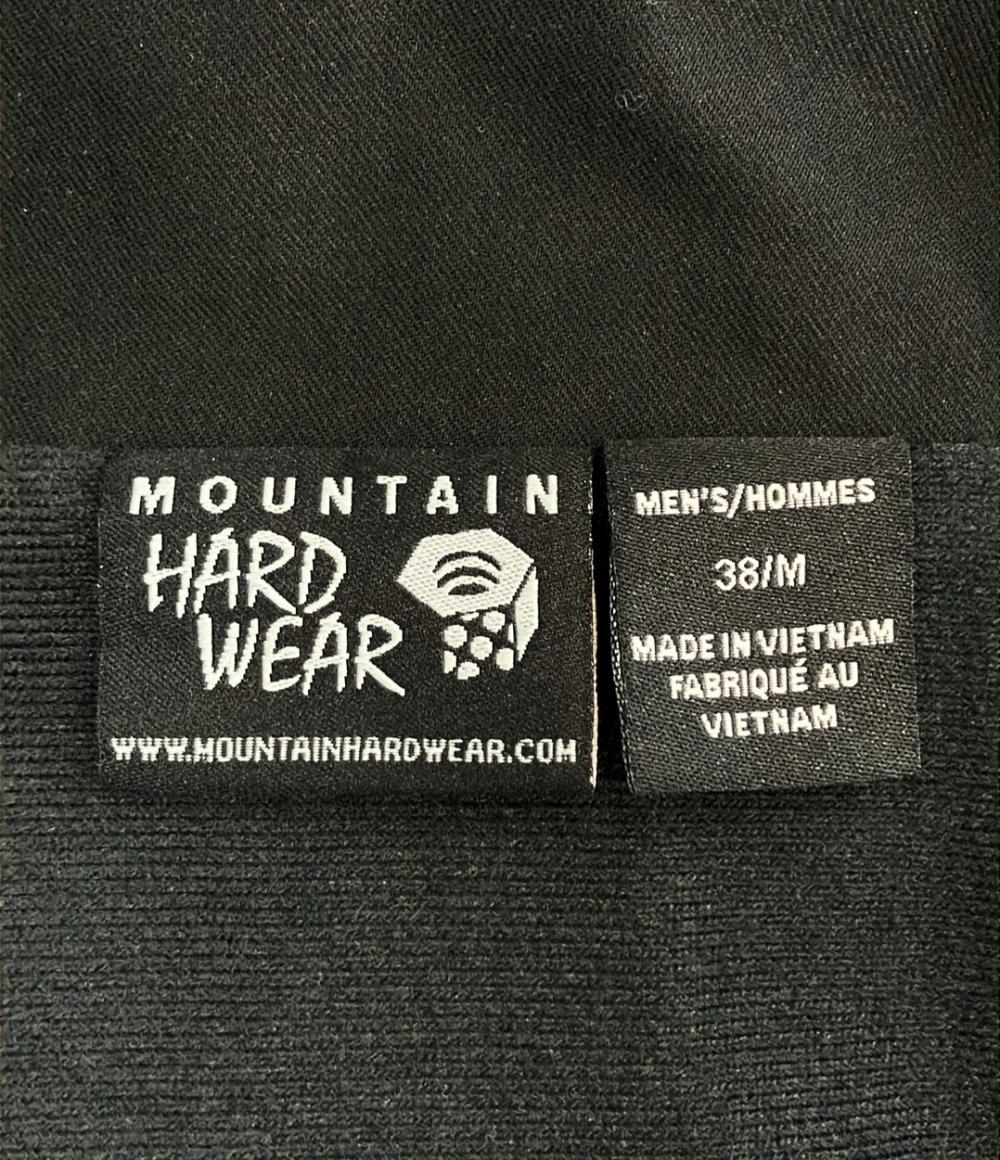 MOUNTAIN
HARD
WEAR
WWW.MOUNTAINHARDWEAR.COM
MEN'S/HOMMES
38/M
MADE IN VIETNAM
FABRIQUÉ AU
VIETNAM